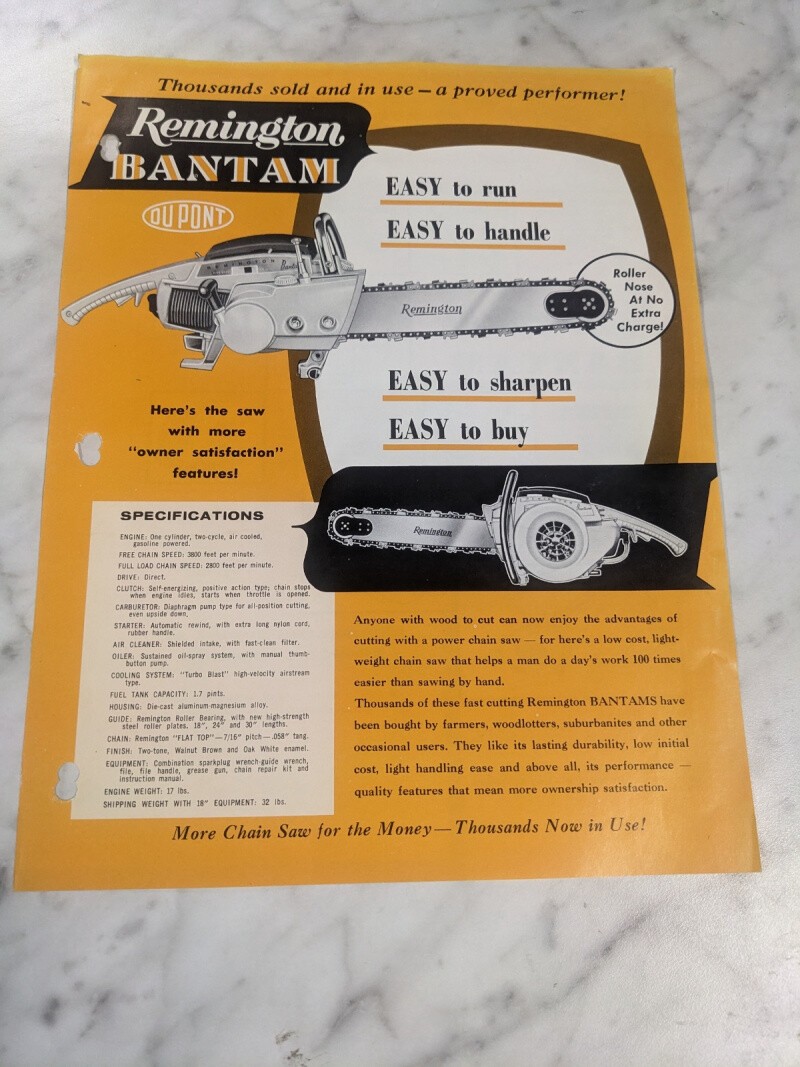 Thousands sold and in use — a proved performer!
Remington
BANTAM
DU PONT
EASY to run
EASY to handle
REMINGTON
Bantam
Remington
Roller
Nose
At No
Extra
Charge!
EASY to sharpen
EASY to buy
Here's the saw
with more
"owner satisfaction"
features!
Remington
SPECIFICATIONS
ENGINE: One cylinder, two-cycle, air cooled,
gasoline powered.
FREE CHAIN SPEED: 3800 feet per minute.
FULL LOAD CHAIN SPEED: 2800 feet per minute.
DRIVE: Direct.
CLUTCH: Self-energizing, positive action type; chain stops
when engine idles, starts when throttle is opened.
CARBURETOR: Diaphragm pump type for all-position cutting,
even upside down.
STARTER: Automatic rewind, with extra long nylon cord,
rubber handle.
AIR CLEANER: Shielded intake, with fast-clean filter.
OILER: Sustained oil-spray system, with manual thumb-
button pump.
COOLING SYSTEM: "Turbo Blast" high-velocity airstream
type.
FUEL TANK CAPACITY: 1.7 pints.
HOUSING: Die-cast aluminum-magnesium alloy.
GUIDE: Remington Roller Bearing, with new high-strength
steel roller plates. 18", 24" and 30" lengths.
CHAIN: Remington "FLAT TOP" — 7/16" pitch — .058" tang.
FINISH: Two-tone, Walnut Brown and Oak White enamel.
EQUIPMENT: Combination sparkplug wrench-guide wrench,
file, file handle, grease gun, chain repair kit and
instruction manual.
ENGINE WEIGHT: 17 lbs.
SHIPPING WEIGHT WITH 18" EQUIPMENT: 32 lbs.
Anyone with wood to cut can now enjoy the advantages of
cutting with a power chain saw — for here's a low cost, light-
weight chain saw that helps a man do a day's work 100 times
easier than sawing by hand.
Thousands of these fast cutting Remington BANTAMS have
been bought by farmers, woodlotters, suburbanites and other
occasional users. They like its lasting durability, low initial
cost, light handling ease and above all, its performance —
quality features that mean more ownership satisfaction.
More Chain Saw for the Money — Thousands Now in Use!